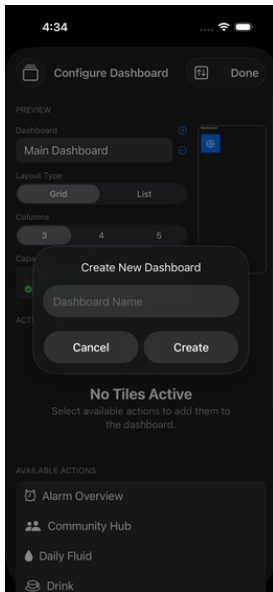 4:34
Configure Dashboard
Done
PREVIEW
Dashboard
Main Dashboard
Layout Type
Grid
List
Columns
3
4
5
Create New Dashboard
Dashboard Name
Cancel
Create
No Tiles Active
Select available actions to add them to
the dashboard.
AVAILABLE ACTIONS
Alarm Overview
Community Hub
Daily Fluid
Drink